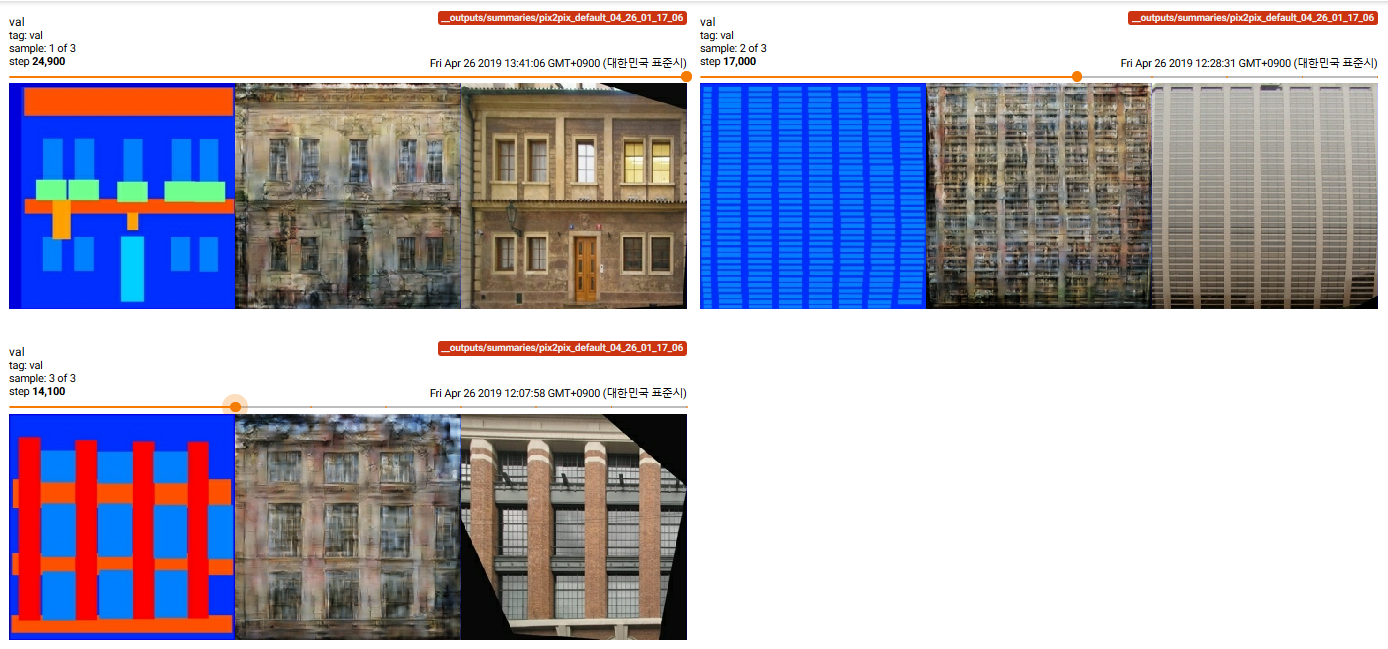 val
__outputs/summaries/pix2pix_default_04_26_01_17_06
tag: val
sample: 1 of 3
step 24,900
Fri Apr 26 2019 13:41:06 GMT+0900 (대한민국 표준시)
val
__outputs/summaries/pix2pix_default_04_26_01_17_06
tag: val
sample: 2 of 3
step 17,000
Fri Apr 26 2019 12:28:31 GMT+0900 (대한민국 표준시)
val
__outputs/summaries/pix2pix_default_04_26_01_17_06
tag: val
sample: 3 of 3
step 14,100
Fri Apr 26 2019 12:07:58 GMT+0900 (대한민국 표준시)